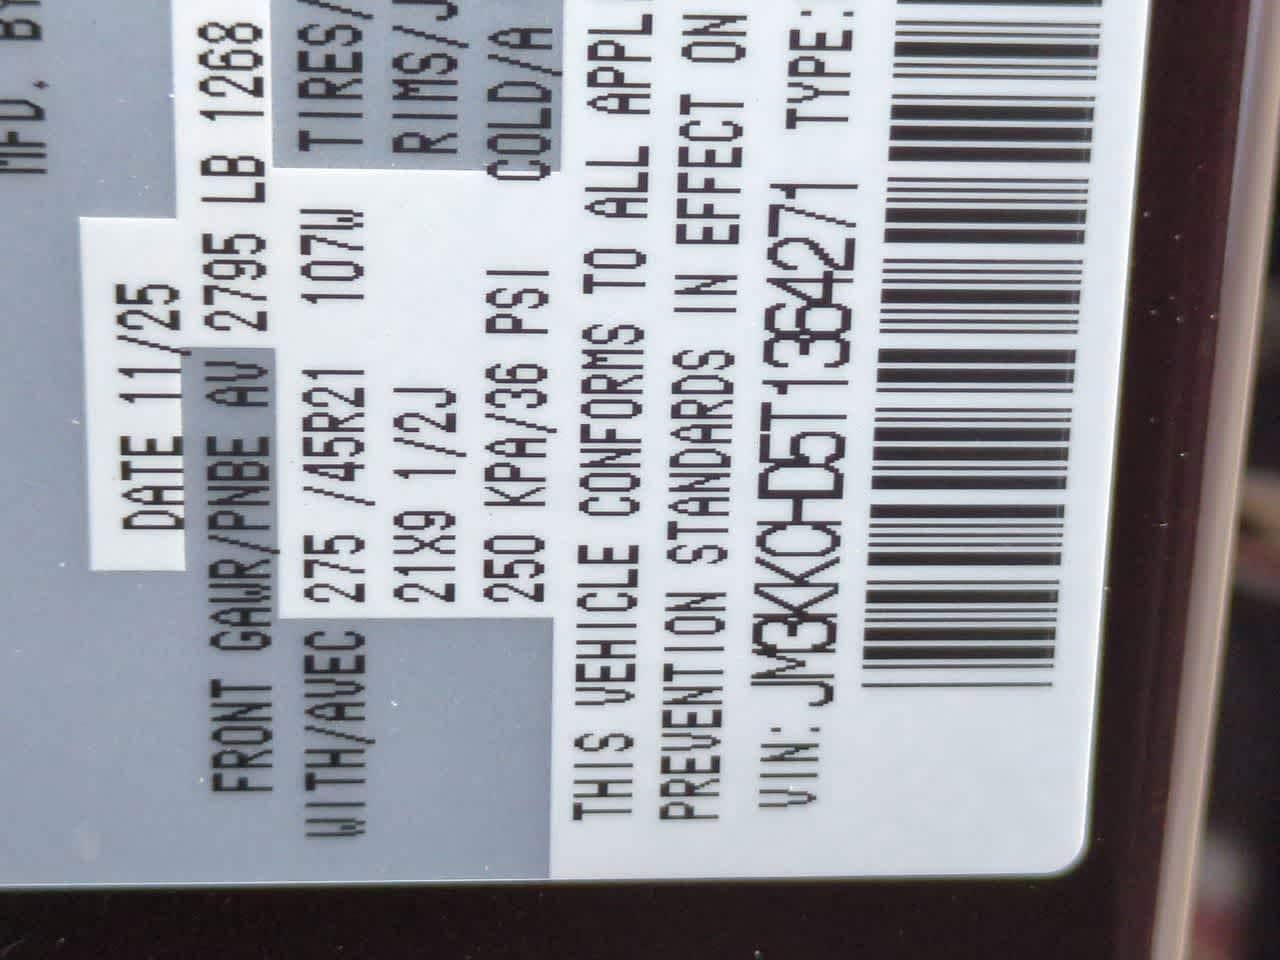 MFD. BY
DATE 11/25
FRONT GAWR/PNBE AV 2795 LB 1268
WITH/AVEC 275 /45R21 107W TIRES/
21X9 1/2J RIMS/J
250 KPA/36 PSI COLD/A
THIS VEHICLE CONFORMS TO ALL APPL
PREVENTION STANDARDS IN EFFECT ON
VIN: JM3KKCHD5T1364271 TYPE: